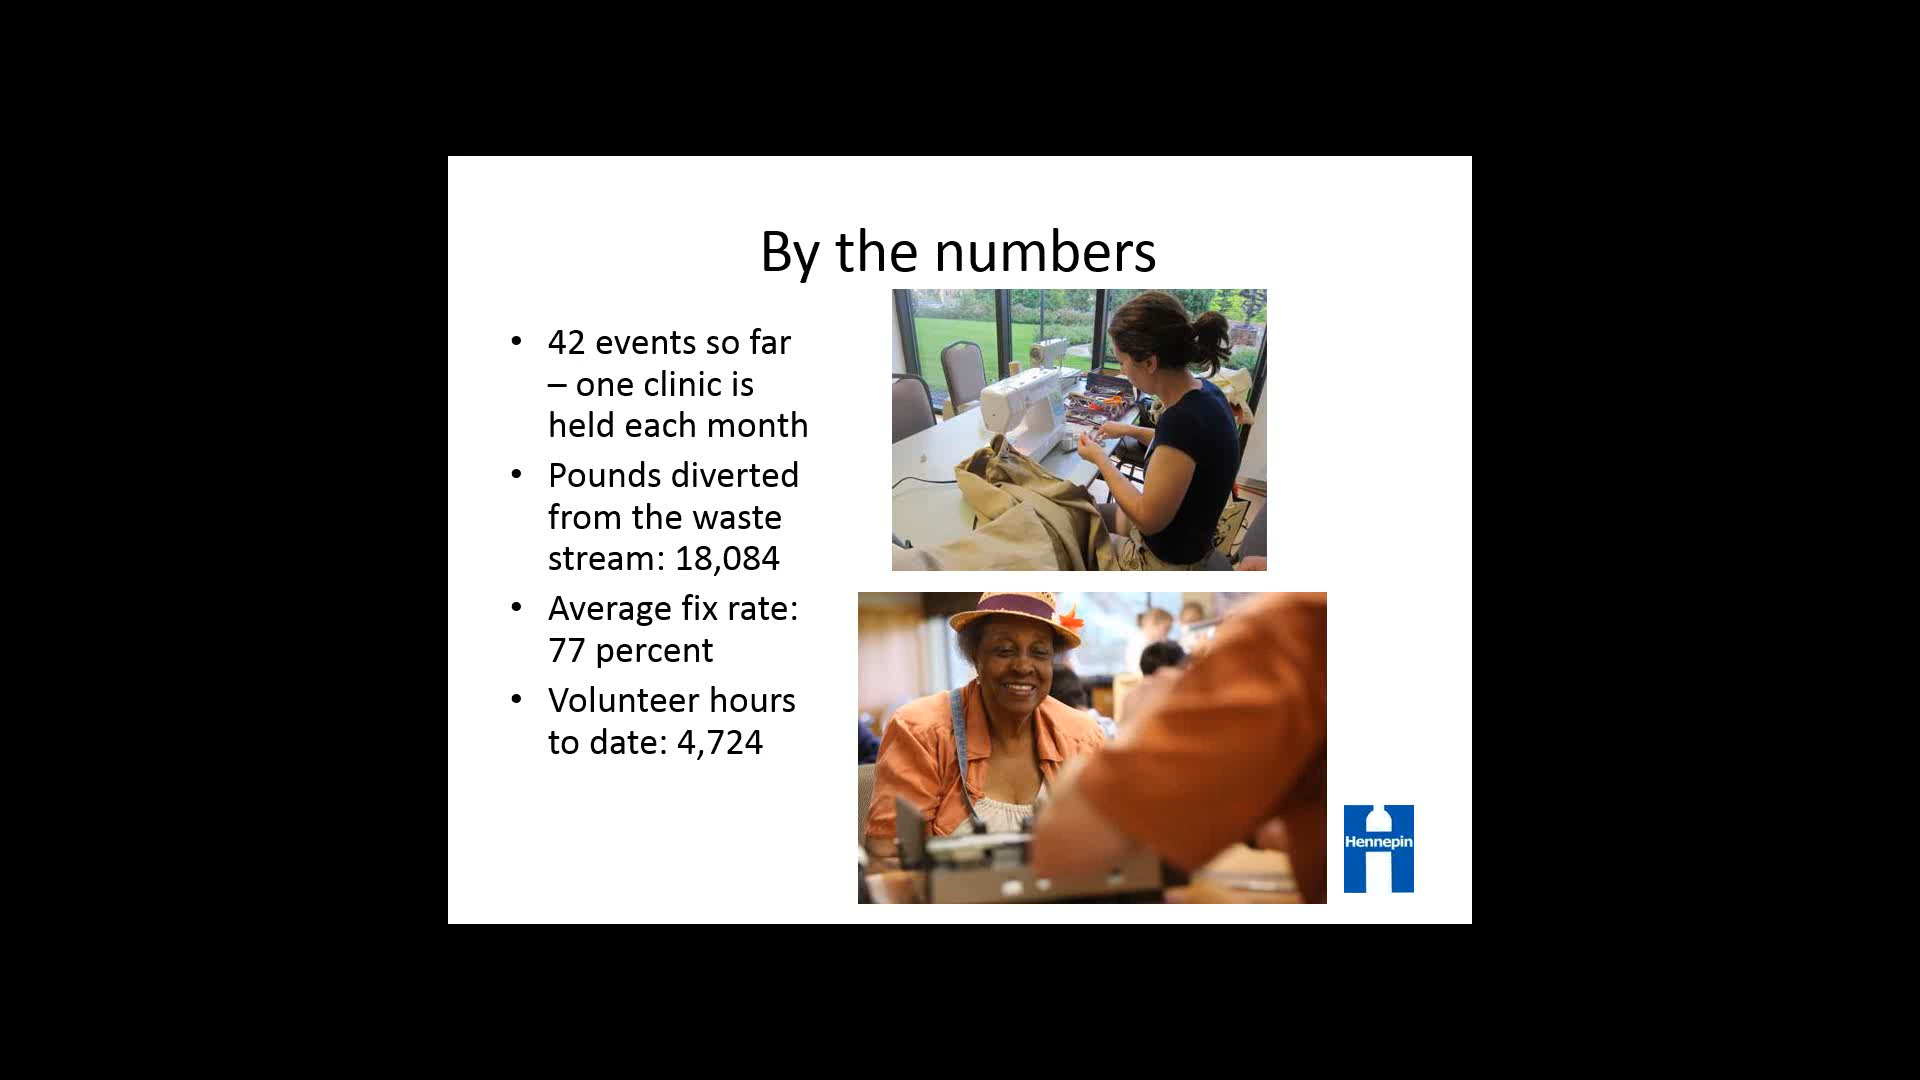 By the numbers
• 42 events so far
– one clinic is
held each month
• Pounds diverted
from the waste
stream: 18,084
• Average fix rate:
77 percent
• Volunteer hours
to date: 4,724
Hennepin